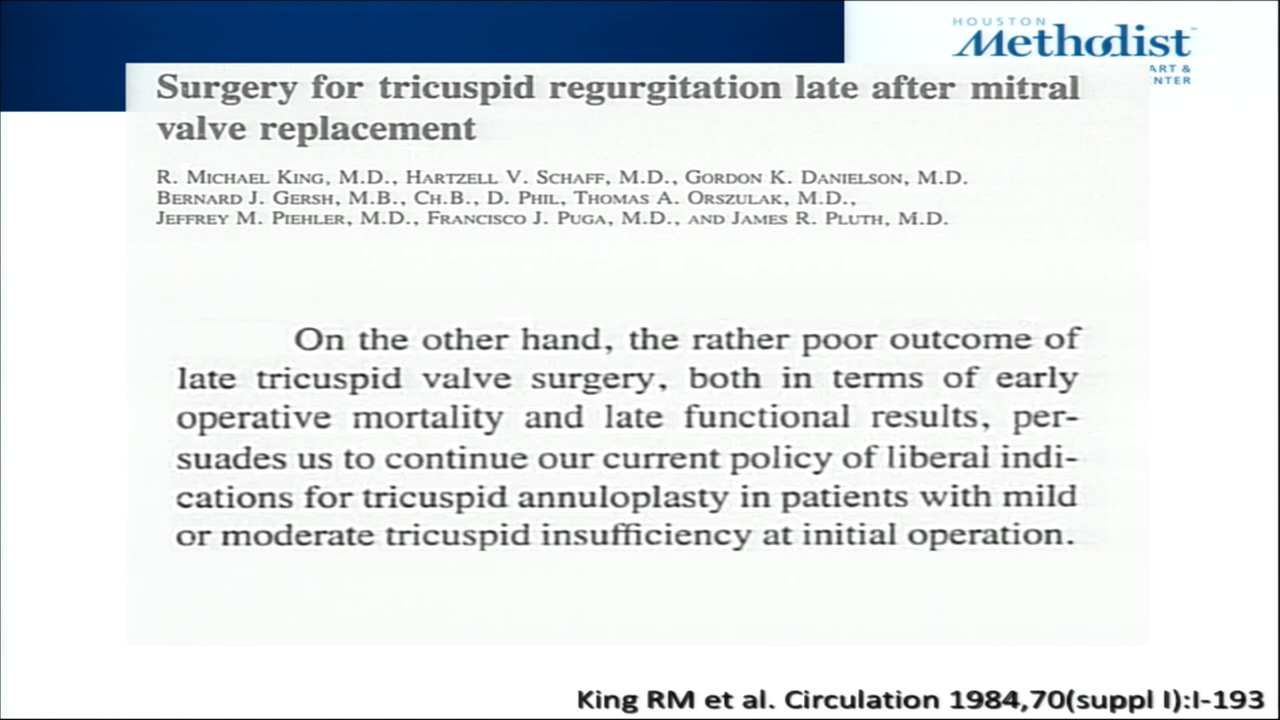 HOUSTON
Methodist
ART &
NTER
Surgery for tricuspid regurgitation late after mitral
valve replacement
R. MICHAEL KING, M.D., HARTZELL V. SCHAFF, M.D., GORDON K. DANIELSON, M.D.
BERNARD J. GERSH, M.B., CH.B., D. PHIL, THOMAS A. ORSZULAK, M.D.,
JEFFREY M. PIEHLER, M.D., FRANCISCO J. PUGA, M.D., AND JAMES R. PLUTH, M.D.
On the other hand, the rather poor outcome of
late tricuspid valve surgery, both in terms of early
operative mortality and late functional results, per-
suades us to continue our current policy of liberal indi-
cations for tricuspid annuloplasty in patients with mild
or moderate tricuspid insufficiency at initial operation.
King RM et al. Circulation 1984,70(suppl I):I-193